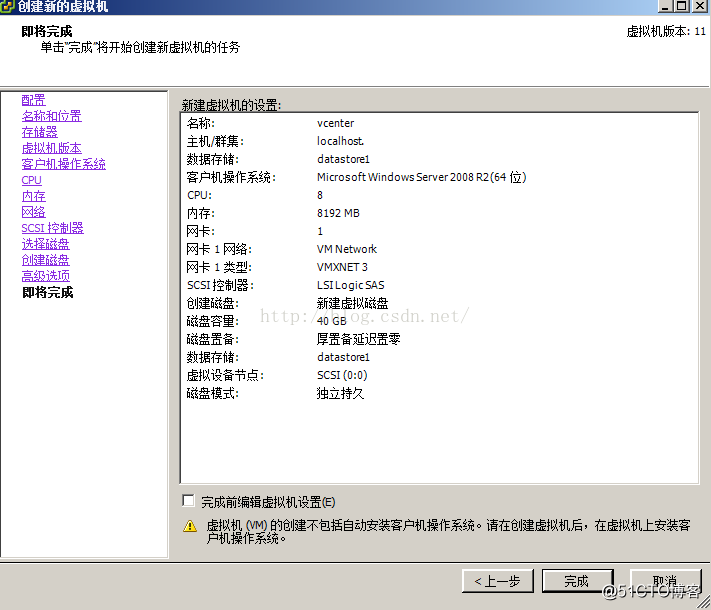 创建新的虚拟机
即将完成
单击"完成"将开始创建新虚拟机的任务
虚拟机版本: 11
配置
名称和位置
存储器
虚拟机版本
客户机操作系统
CPU
内存
网络
SCSI 控制器
选择磁盘
创建磁盘
高级选项
即将完成
新建虚拟机的设置:
名称: vcenter
主机/群集: localhost.
数据存储: datastore1
客户机操作系统: Microsoft Windows Server 2008 R2(64 位)
CPU: 8
内存: 8192 MB
网卡: 1
网卡 1 网络: VM Network
网卡 1 类型: VMXNET 3
SCSI 控制器: LSI Logic SAS
创建磁盘: 新建虚拟磁盘
磁盘容量: 40 GB
磁盘置备: 厚置备延迟置零
数据存储: datastore1
虚拟设备节点: SCSI (0:0)
磁盘模式: 独立持久
http://blog.csdn.net/
完成前编辑虚拟机设置(E)
虚拟机 (VM) 的创建不包括自动安装客户机操作系统。请在创建虚拟机后，在虚拟机上安装客
户机操作系统。
< 上一步
完成
取消
@51CTO博客